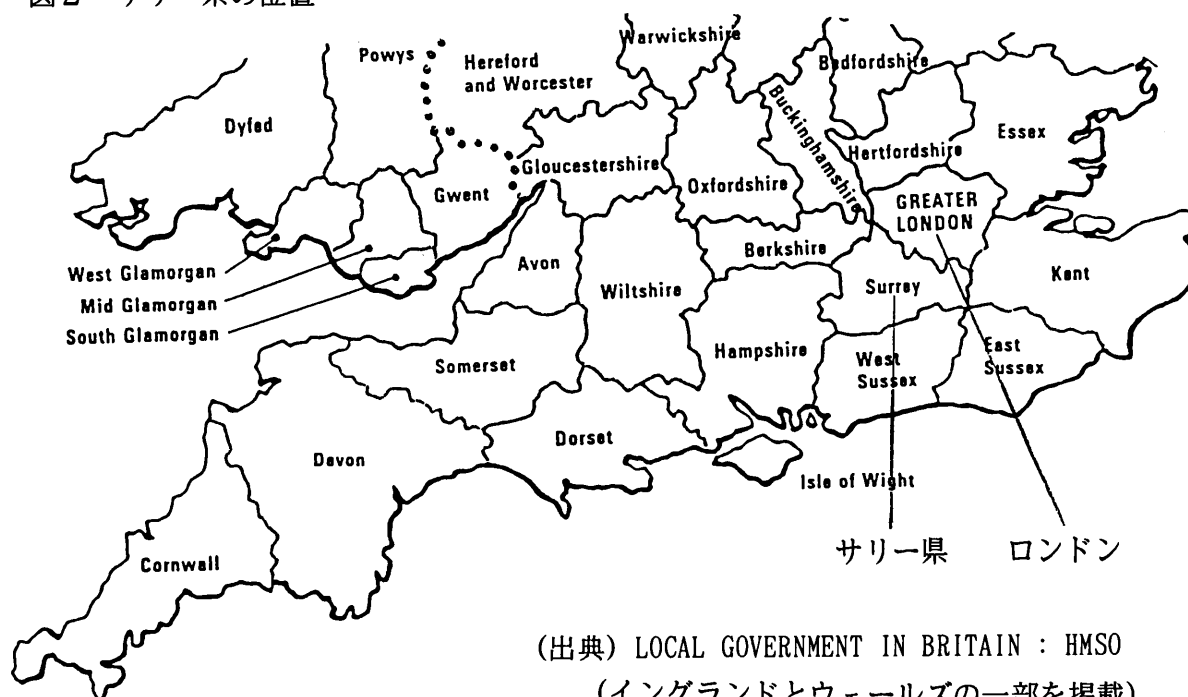 図2 サリー県の位置
Warwickshire
Powys
Hereford
and Worcester
Bedfordshire
Dyfed
Buckinghamshire
Essex
Hertfordshire
Gloucestershire
Gwent
Oxfordshire
GREATER
LONDON
Berkshire
Avon
West Glamorgan
Kent
Wiltshire
Surrey
Mid Glamorgan
South Glamorgan
Hampshire
East
Sussex
West
Sussex
Somerset
Dorset
Devon
Isle of Wight
サリー県
ロンドン
Cornwall
(出典) LOCAL GOVERNMENT IN BRITAIN : HMSO
(イングランドとウェールズの一部を掲載)